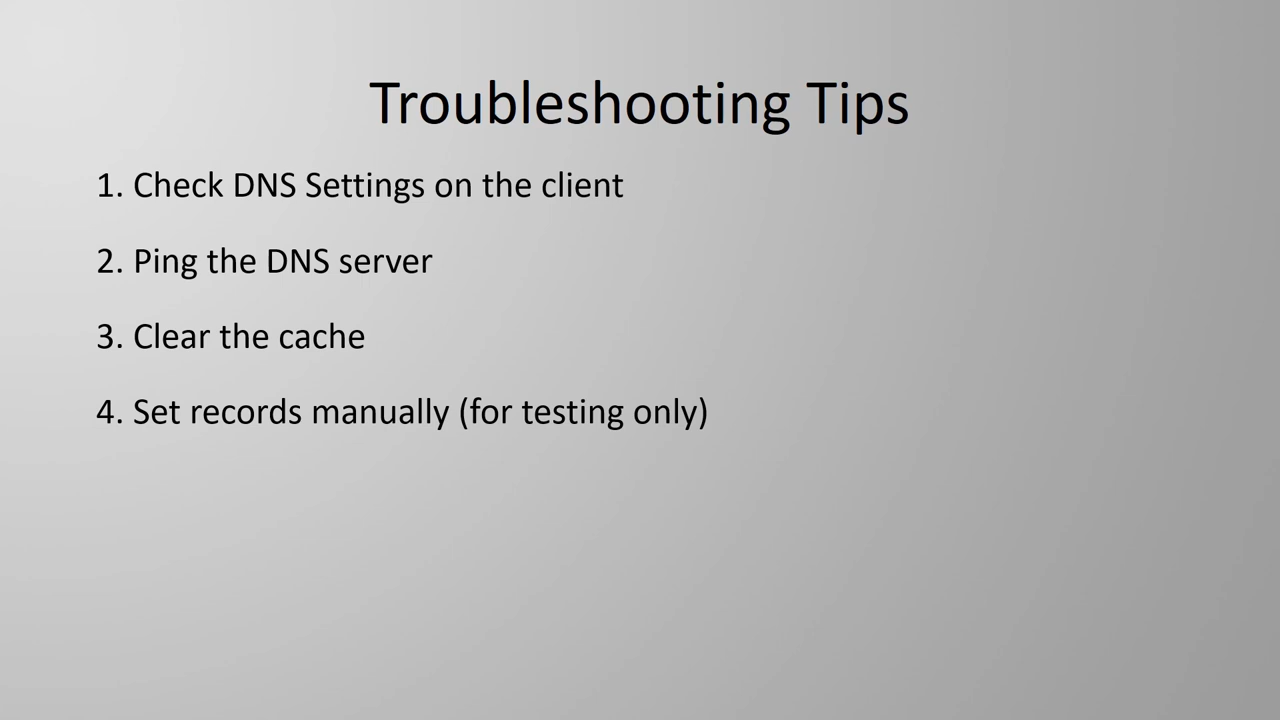 Troubleshooting Tips
1. Check DNS Settings on the client
2. Ping the DNS server
3. Clear the cache
4. Set records manually (for testing only)